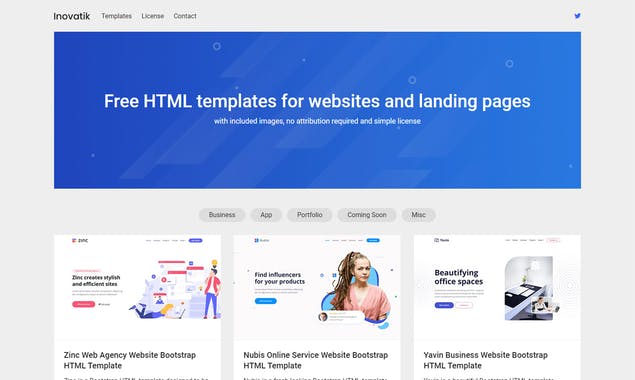 Inovatik
Templates License Contact
Free HTML templates for websites and landing pages
with included images, no attribution required and simple license
Business App Portfolio Coming Soon Misc
zinc
Zinc creates stylish
and efficient sites
Nubis
Find influencers
for your products
Yavin
Beautifying
office spaces
Zinc Web Agency Website Bootstrap
HTML Template
Nubis Online Service Website Bootstrap
HTML Template
Yavin Business Website Bootstrap
HTML Template